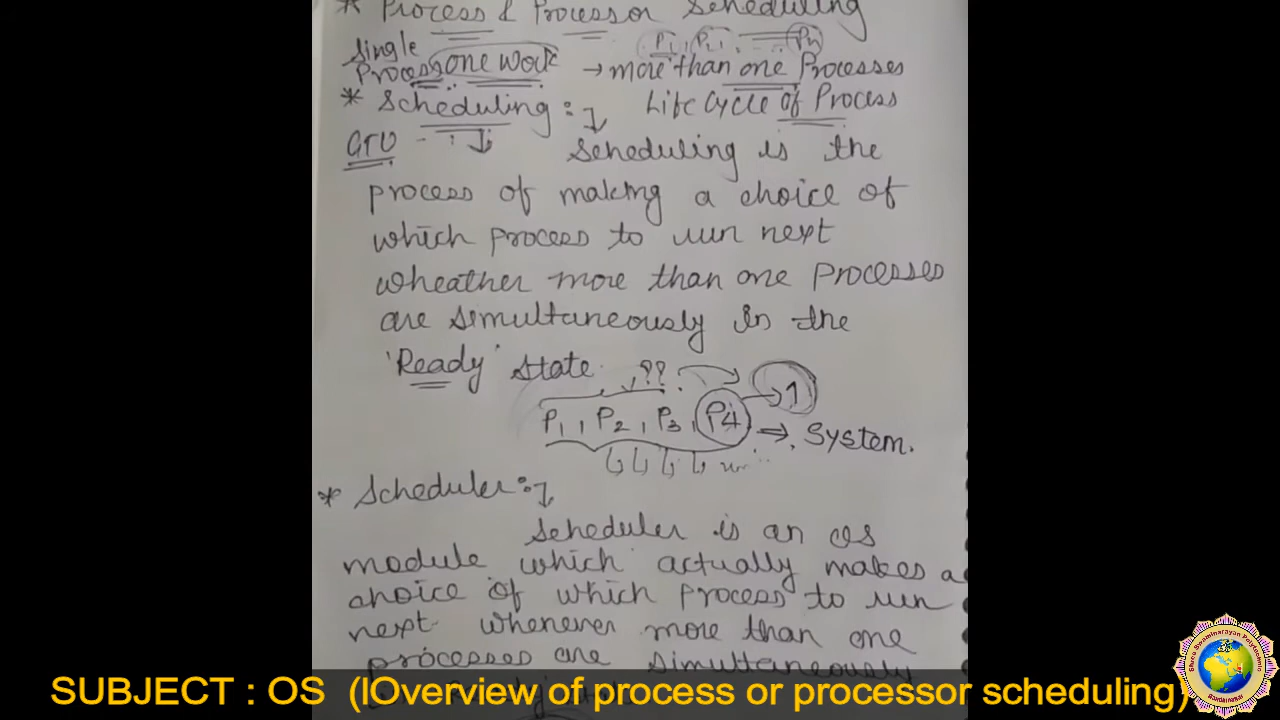 * Process & Processor Scheduling
Single
Process one work
P1, P2, ..... Pn
→ more than one Processes
* Scheduling :- ↓
Life Cycle of Process
GTU
Scheduling is the
process of making a choice of
which process to run next
wheather more than one processes
are simultaneously in the
'Ready' State.
??
P1, P2, P3, P4 → 1
⇒ System.
* Scheduler :- ↓
Scheduler is an OS
module which actually makes a
choice of which process to run
next whenever more than one
processes are simultaneously
SUBJECT : OS (IOverview of process or processor scheduling)